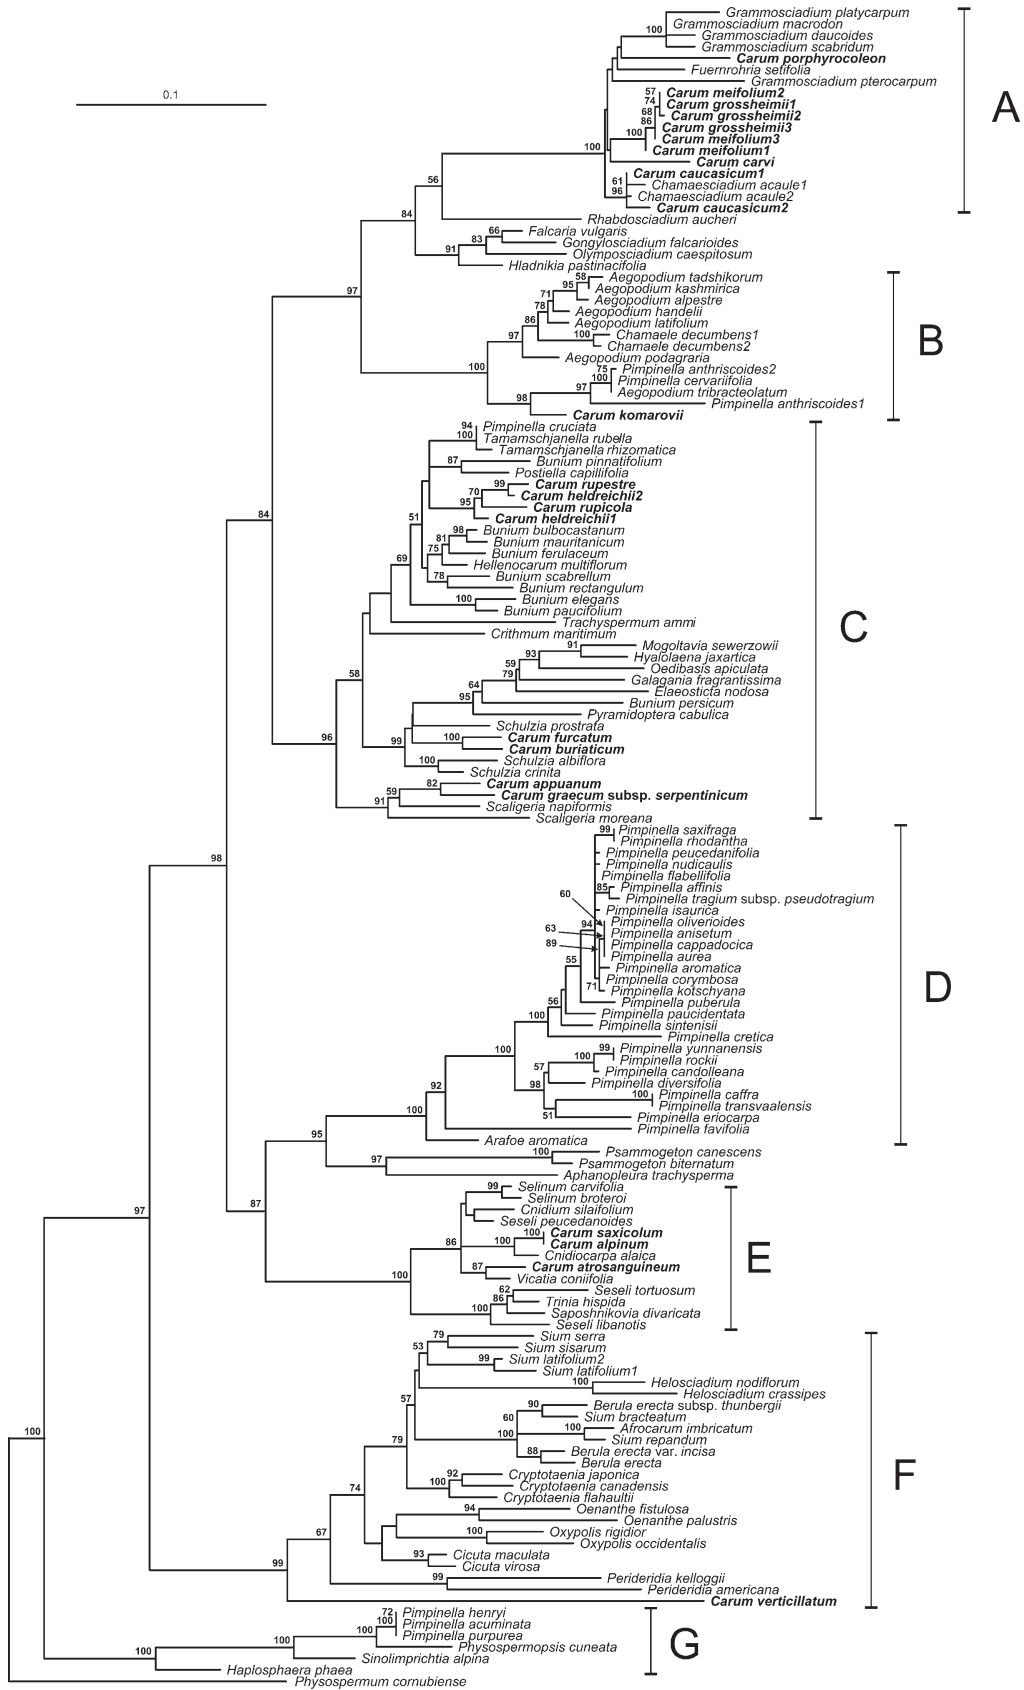 Grammosciadium platycarpum
Grammosciadium macrodon
100
Grammosciadium daucoides
Grammosciadium scabridum
Carum porphyrocoleon
Fuernrohria setifolia
Grammosciadium pterocarpum
0.1
57 Carum meifolium2
74 Carum grossheimii1
68 Carum grossheimii2
86 Carum grossheimii3
100 Carum meifolium3
Carum meifolium1
A
100
Carum carvi
Carum caucasicum1
61 Chamaesciadium acaule1
96 Chamaesciadium acaule2
Carum caucasicum2
56
84
Rhabdosciadium aucheri
66 Falcaria vulgaris
83 Gongylosciadium falcarioides
91 Olymposciadium caespitosum
Hladnikia pastinacifolia
97
58 Aegopodium tadshikorum
95 Aegopodium kashmirica
71 Aegopodium alpestre
78 Aegopodium handelii
86 Aegopodium latifolium
97 100 Chamaele decumbens1
Chamaele decumbens2
B
Aegopodium podagraria
100
75 Pimpinella anthriscoides2
100 Pimpinella cervariifolia
97 Aegopodium tribracteolatum
98 Pimpinella anthriscoides1
Carum komarovii
94 Pimpinella cruciata
100 Tamamschjanella rubella
Tamamschjanella rhizomatica
87 Bunium pinnatifolium
Postiella capillifolia
99 Carum rupestre
70 Carum heldreichii2
95 Carum rupicola
51 Carum heldreichii1
84
98 Bunium bulbocastanum
81 Bunium mauritanicum
75 Bunium ferulaceum
69 Hellenocarum multiflorum
78 Bunium scabrellum
Bunium rectangulum
100 Bunium elegans
Bunium paucifolium
Trachyspermum ammi
C
Crithmum maritimum
91 Mogoltavia sewerzowii
93 Hyalolaena jaxartica
59 Oedibasis apiculata
79 Galagania fragrantissima
58 64 Elaeosticta nodosa
95 Bunium persicum
Pyramidoptera cabulica
Schulzia prostrata
96 99 100 Carum furcatum
Carum buriaticum
100 Schulzia albiflora
Schulzia crinita
82 Carum appuanum
59 Carum graecum subsp. serpentinicum
91 Scaligeria napiformis
Scaligeria moreana
99 Pimpinella saxifraga
Pimpinella rhodantha
Pimpinella peucedanifolia
98
Pimpinella nudicaulis
Pimpinella flabellifolia
85 Pimpinella affinis
60 Pimpinella tragium subsp. pseudotragium
Pimpinella isaurica
94 Pimpinella oliverioides
63 Pimpinella anisetum
89 Pimpinella cappadocica
Pimpinella aurea
55 Pimpinella aromatica
71 Pimpinella corymbosa
Pimpinella kotschyana
D
56 Pimpinella puberula
Pimpinella paucidentata
100 Pimpinella sintenisii
Pimpinella cretica
100 99 Pimpinella yunnanensis
100 Pimpinella rockii
57 Pimpinella candolleana
98 Pimpinella diversifolia
92 100 Pimpinella caffra
Pimpinella transvaalensis
51 Pimpinella eriocarpa
100
Pimpinella favifolia
95 Arafoe aromatica
100 Psammogeton canescens
97 Psammogeton biternatum
Aphanopleura trachysperma
99 Selinum carvifolia
Selinum broteroi
87 97
Cnidium silaifolium
Seseli peucedanoides
100 Carum saxicolum
86 100 Carum alpinum
Cnidiocarpa alaica
E
87 Carum atrosanguineum
100 Vicatia coniifolia
62 Seseli tortuosum
86 Trinia hispida
100 Saposhnikovia divaricata
Seseli libanotis
79 Sium serra
53 Sium sisarum
99 Sium latifolium2
Sium latifolium1
100 Helosciadium nodiflorum
Helosciadium crassipes
57 90 Berula erecta subsp. thunbergii
60 Sium bracteatum
100 100 Afrocarum imbricatum
79 Sium repandum
100
88 Berula erecta var. incisa
Berula erecta
F
92 Cryptotaenia japonica
100 Cryptotaenia canadensis
74 Cryptotaenia flahaultii
94 Oenanthe fistulosa
Oenanthe palustris
67 100 Oxypolis rigidior
Oxypolis occidentalis
93 Cicuta maculata
99 Cicuta virosa
99 Perideridia kelloggii
Perideridia americana
Carum verticillatum
72 Pimpinella henryi
100 Pimpinella acuminata
100 Pimpinella purpurea
100 Physospermopsis cuneata
G
100 Sinolimprichtia alpina
Haplosphaera phaea
Physospermum cornubiense